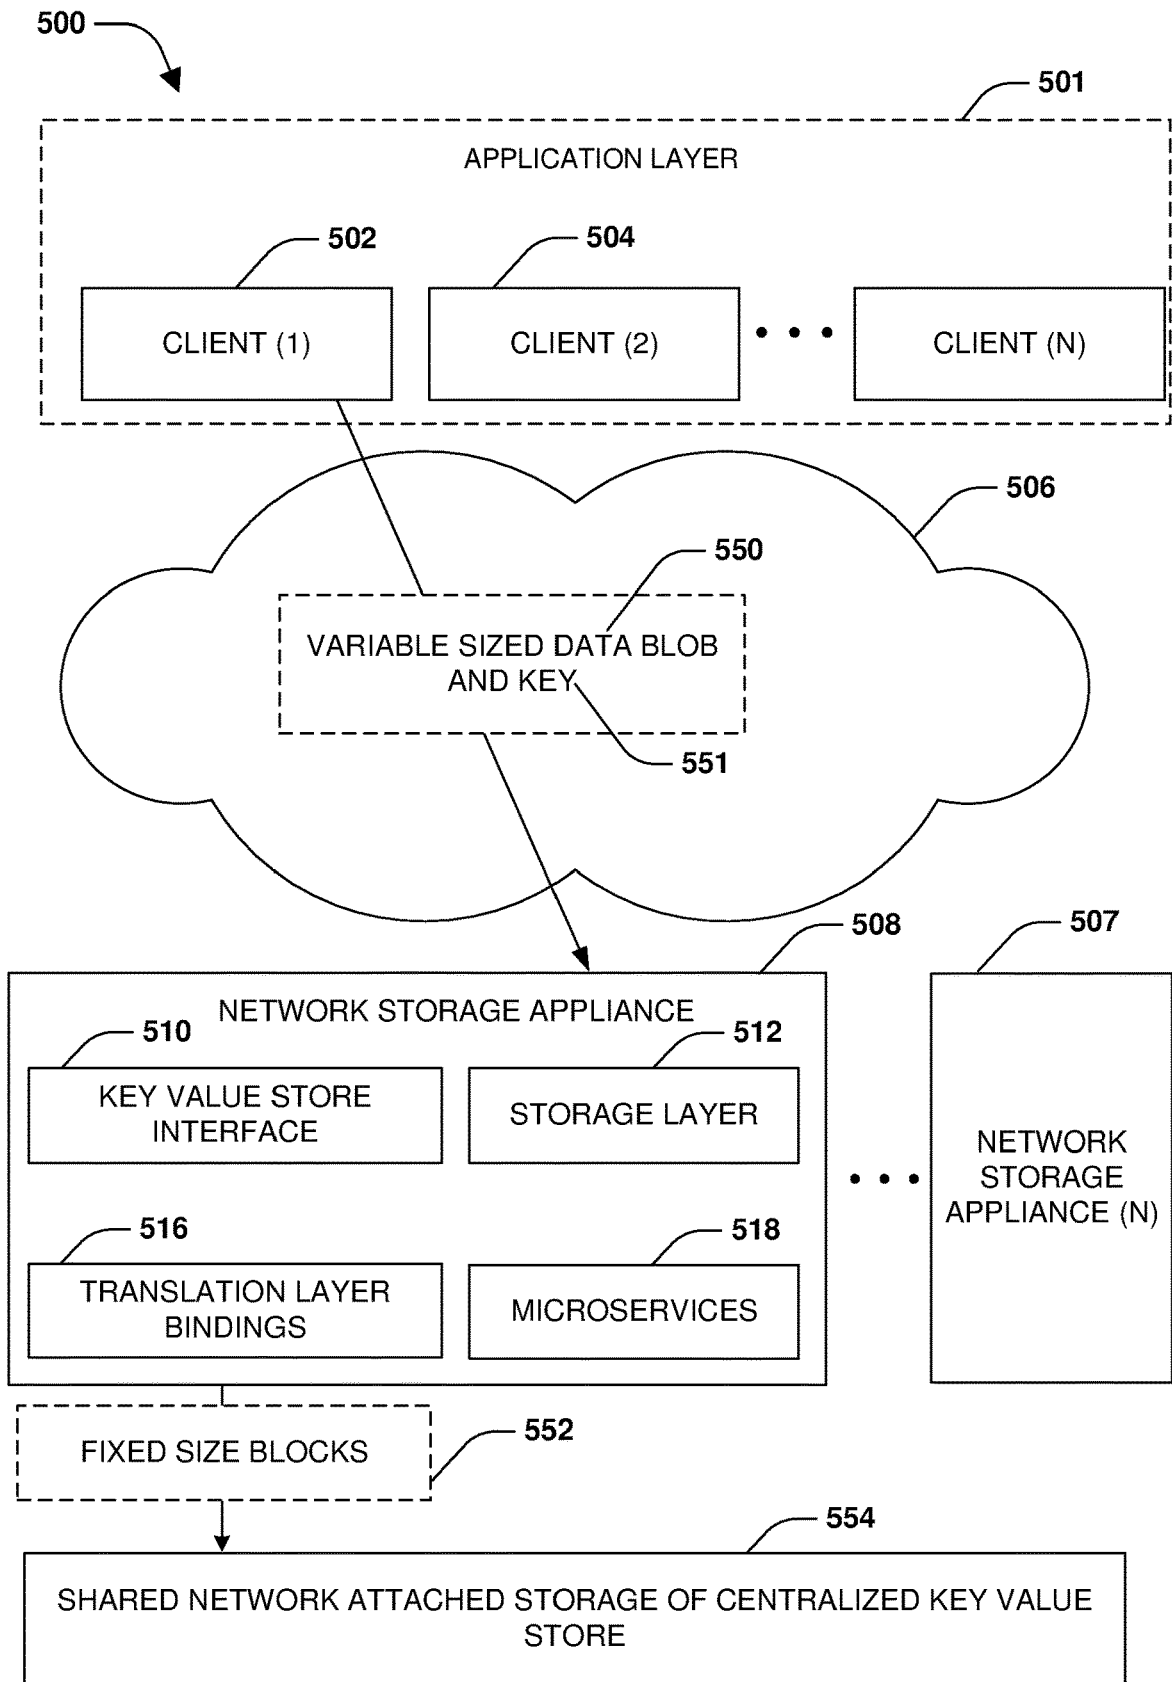 500
501
APPLICATION LAYER
502
504
CLIENT (1)
CLIENT (2)
• • •
CLIENT (N)
506
550
VARIABLE SIZED DATA BLOB
AND KEY
551
508
507
NETWORK STORAGE APPLIANCE
510
512
KEY VALUE STORE
INTERFACE
STORAGE LAYER
516
518
TRANSLATION LAYER
BINDINGS
MICROSERVICES
• • •
NETWORK
STORAGE
APPLIANCE (N)
FIXED SIZE BLOCKS
552
554
SHARED NETWORK ATTACHED STORAGE OF CENTRALIZED KEY VALUE
STORE